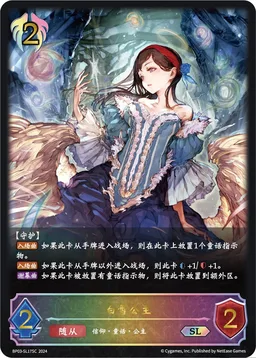 2
【守护】
入场曲 如果此卡从手牌进入战场，则在此卡上放置1个童话指示
物。
入场曲 如果此卡从手牌以外进入战场，则此卡+1/+1。
谢幕曲 如果此卡被放置有童话指示物，则将此卡放置到额外区。
白雪公主
2
随从
信仰・童话・公主
SL
2
BP05-SL17SC 2024
© Cygames, Inc. Published by NetEase Games